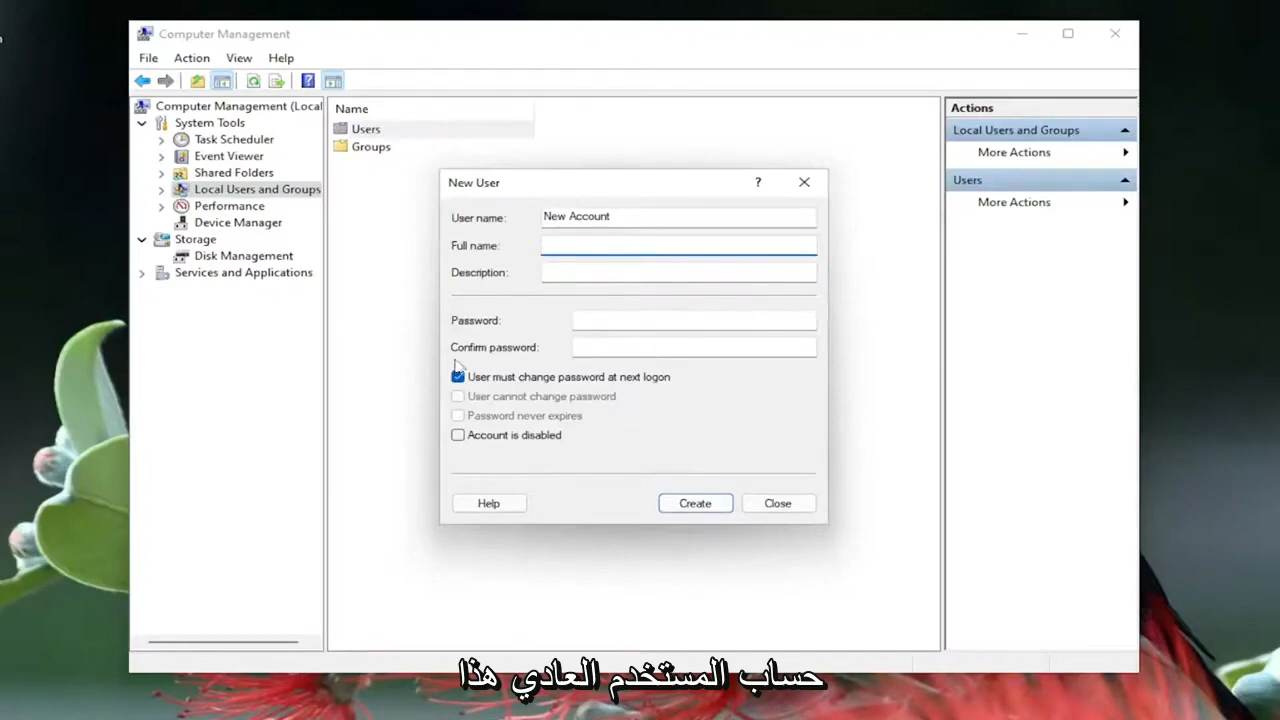 Computer Management
File Action View Help
Computer Management (Local
System Tools
Task Scheduler
Event Viewer
Shared Folders
Local Users and Groups
Performance
Device Manager
Storage
Disk Management
Services and Applications
Name
Users
Groups
Actions
Local Users and Groups
More Actions
Users
More Actions
New User
User name: New Account
Full name:
Description:
Password:
Confirm password:
User must change password at next logon
User cannot change password
Password never expires
Account is disabled
Help Create Close
حساب المستخدم العادي هذا